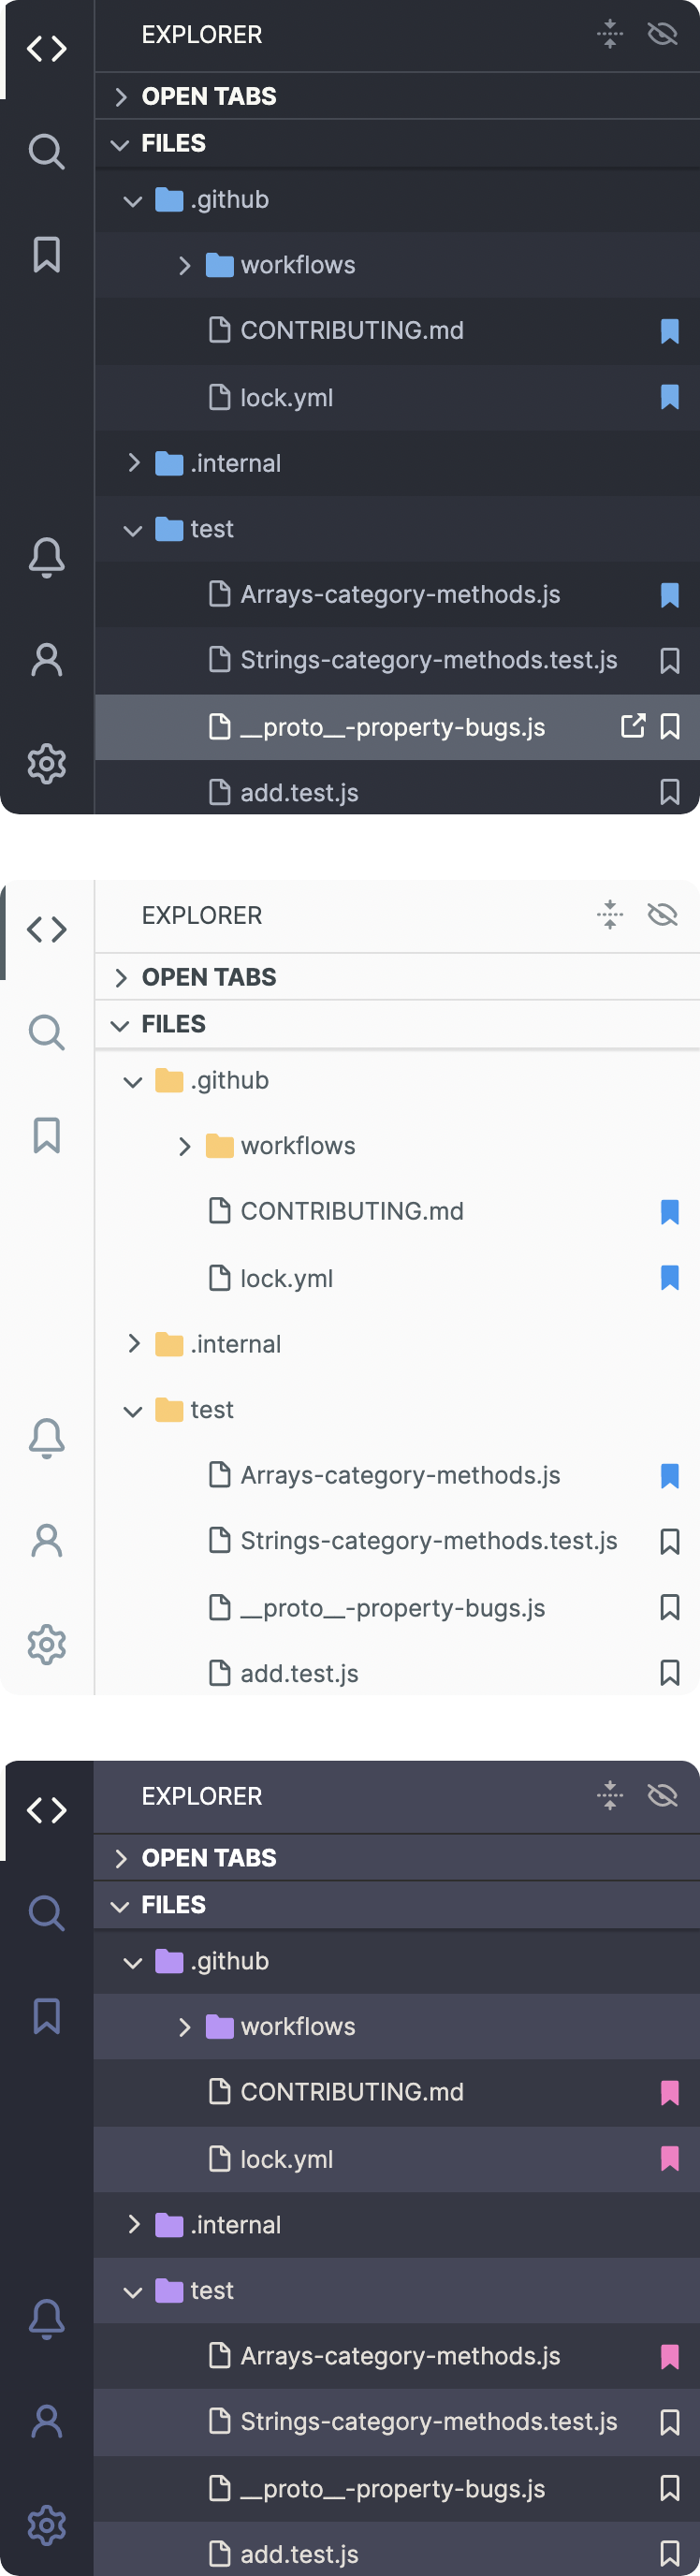 EXPLORER
OPEN TABS
FILES
.github
workflows
CONTRIBUTING.md
lock.yml
.internal
test
Arrays-category-methods.js
Strings-category-methods.test.js
__proto__-property-bugs.js
add.test.js
EXPLORER
OPEN TABS
FILES
.github
workflows
CONTRIBUTING.md
lock.yml
.internal
test
Arrays-category-methods.js
Strings-category-methods.test.js
__proto__-property-bugs.js
add.test.js
EXPLORER
OPEN TABS
FILES
.github
workflows
CONTRIBUTING.md
lock.yml
.internal
test
Arrays-category-methods.js
Strings-category-methods.test.js
__proto__-property-bugs.js
add.test.js